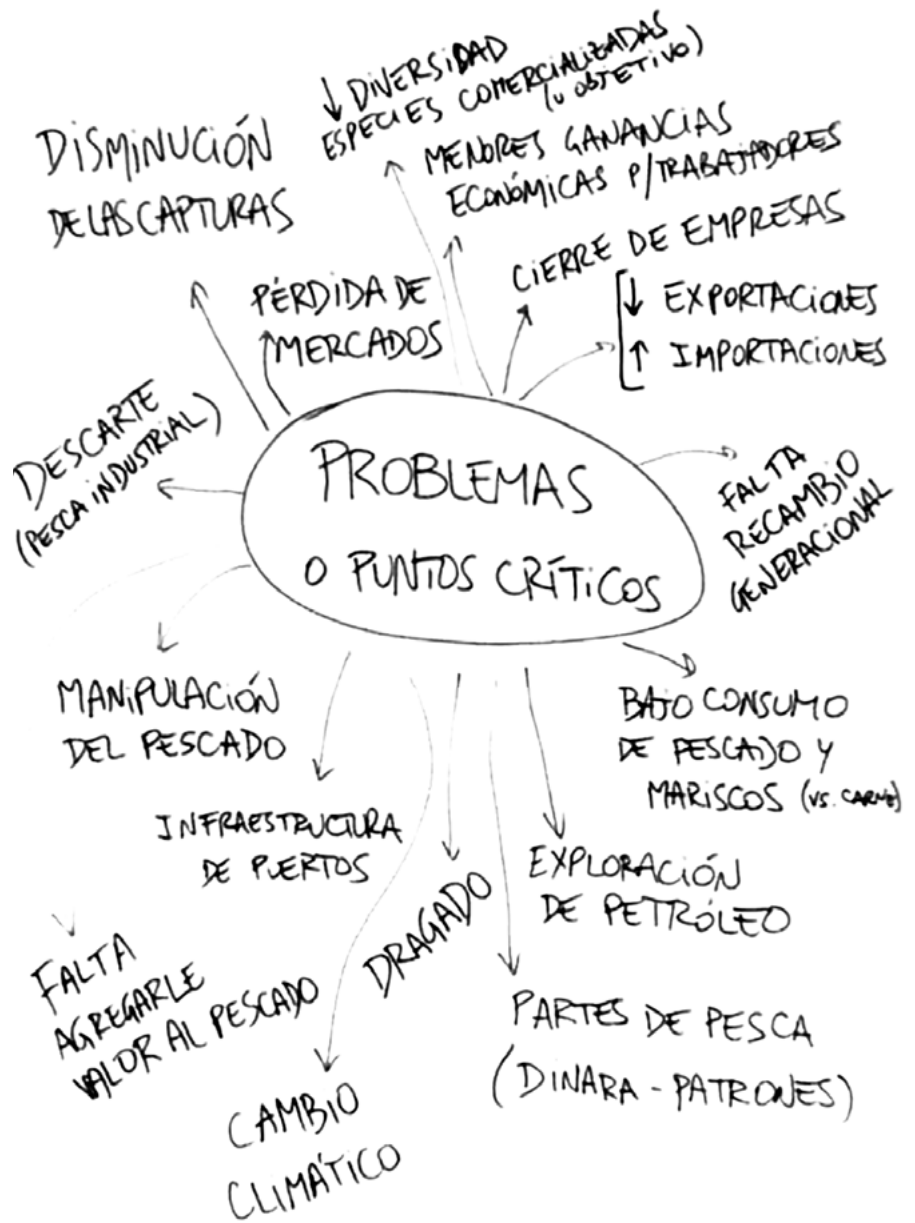 ↓ DIVERSIDAD
ESPECIES COMERCIALIZADAS
(u OBJETIVO)
DISMINUCIÓN
DE LAS CAPTURAS
MENORES GANANCIAS
ECONÓMICAS P/TRABAJADORES
CIERRE DE EMPRESAS
PÉRDIDA DE
MERCADOS
↓ EXPORTACIONES
↑ IMPORTACIONES
DESCARTE
(PESCA INDUSTRIAL)
PROBLEMAS
O PUNTOS CRÍTICOS
FALTA
RECAMBIO
GENERACIONAL
MANIPULACIÓN
DEL PESCADO
BAJO CONSUMO
DE PESCADO Y
MARISCOS (VS. CARNE)
INFRAESTRUCTURA
DE PUERTOS
DRAGADO
EXPLORACIÓN
DE PETRÓLEO
FALTA
AGREGARLE
VALOR AL PESCADO
PARTES DE PESCA
(DINARA - PATRONES)
CAMBIO
CLIMÁTICO